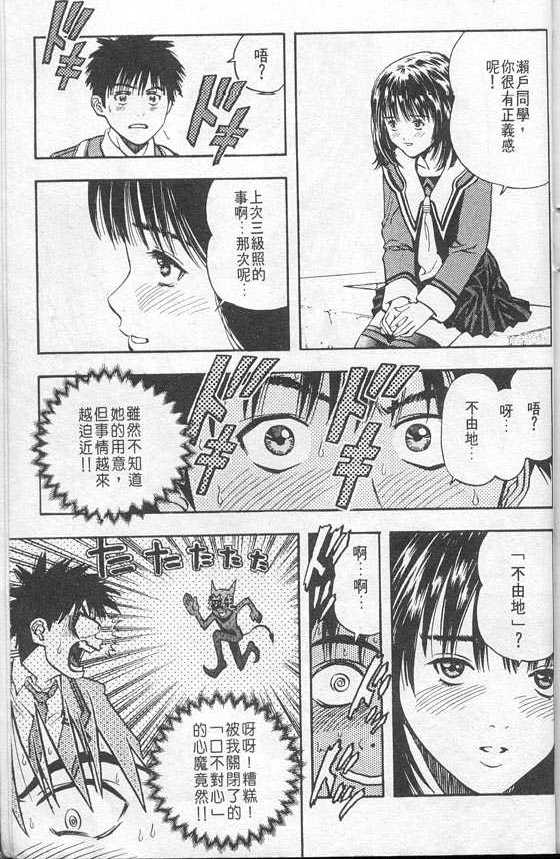 瀨戶同學，
你很有正義感
呢！
唔？
ドキ
ドキ
上次三級照的
事啊…那次呢…
唔？
呀…
不由地…
ドキ
ドキ
ドキ
雖然不知道
她的用意，
但事情越來
越迫近!!
「不由地」？
啊…啊…
たたたたた
呀呀！糟糕！
被我關閉了的
「口不對心」
的心魔竟然!!